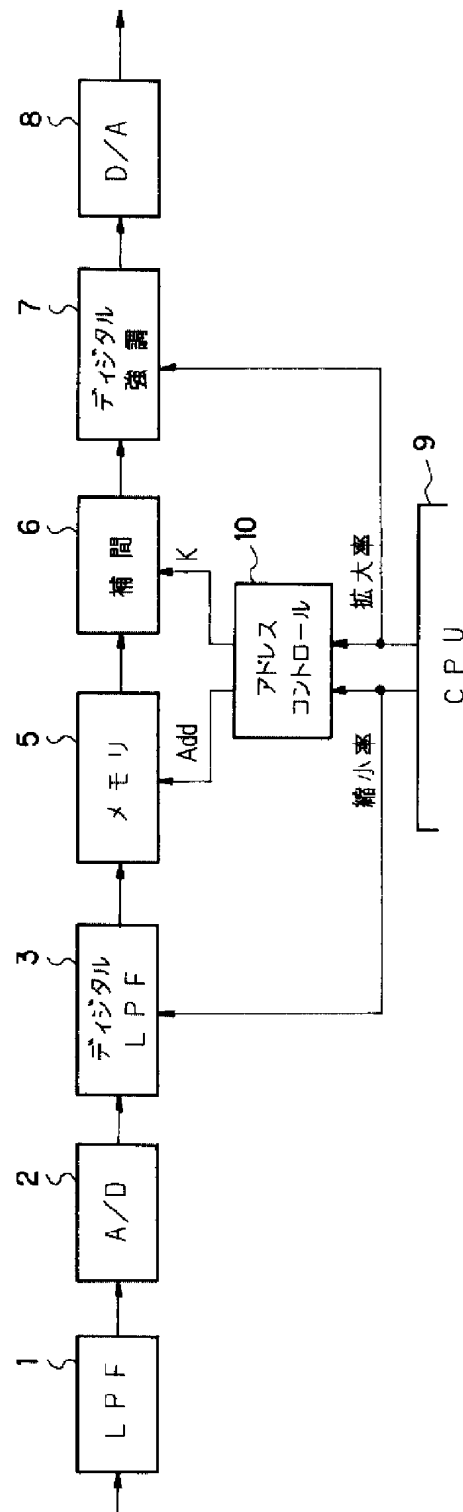 1
LPF
2
A/D
3
ディジタル
LPF
5
メモリ
6
補間
7
ディジタル
強調
8
D/A
Add
K
10
アドレス
コントロール
縮小率
拡大率
9
CPU